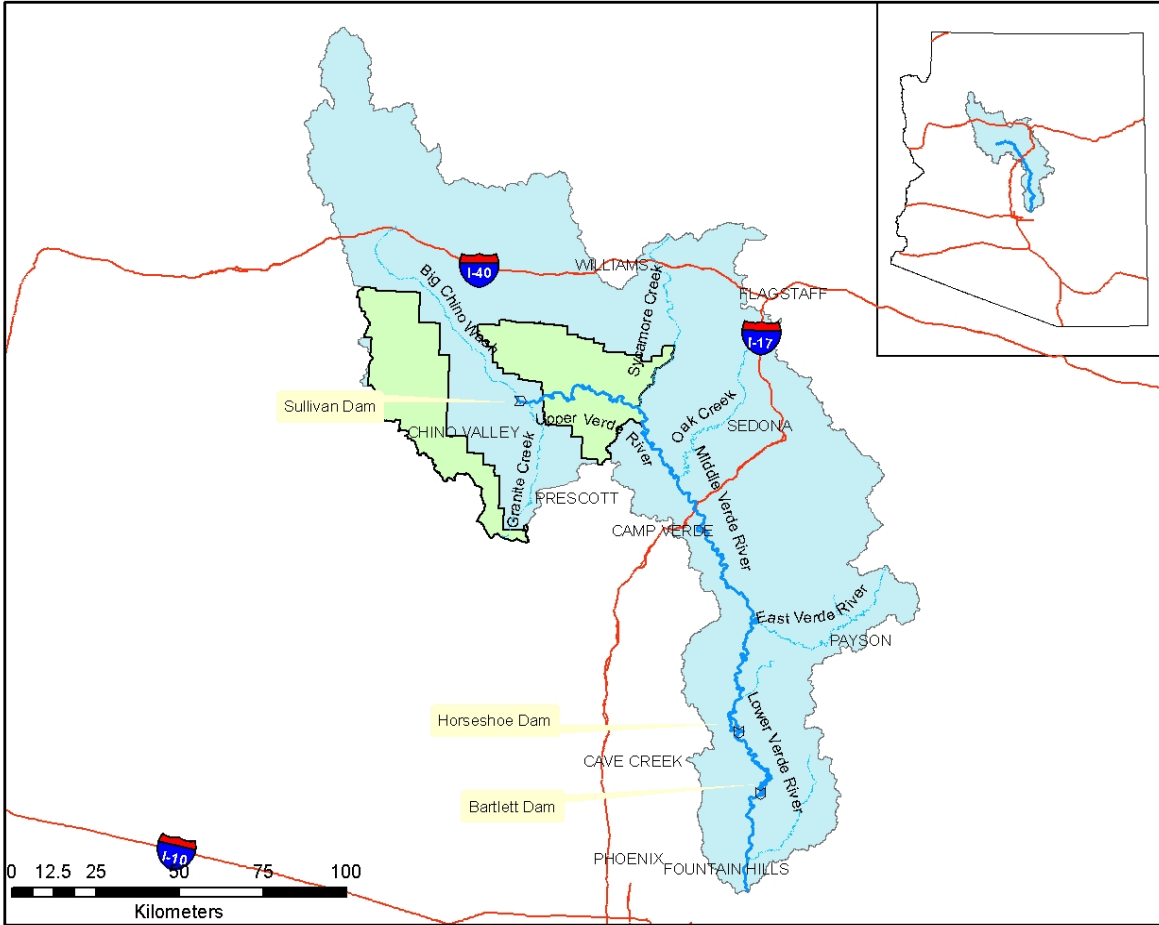 WILLIAMS
I-40
Big Chino Wash
Sycamore Creek
FLAGSTAFF
I-17
Sullivan Dam
Upper Verde River
CHINO VALLEY
Granite Creek
Oak Creek
SEDONA
Middle Verde River
PRESCOTT
CAMP VERDE
East Verde River
PAYSON
Horseshoe Dam
Lower Verde River
CAVE CREEK
Bartlett Dam
I-10
PHOENIX
FOUNTAIN HILLS
0 12.5 25 50 75 100
Kilometers